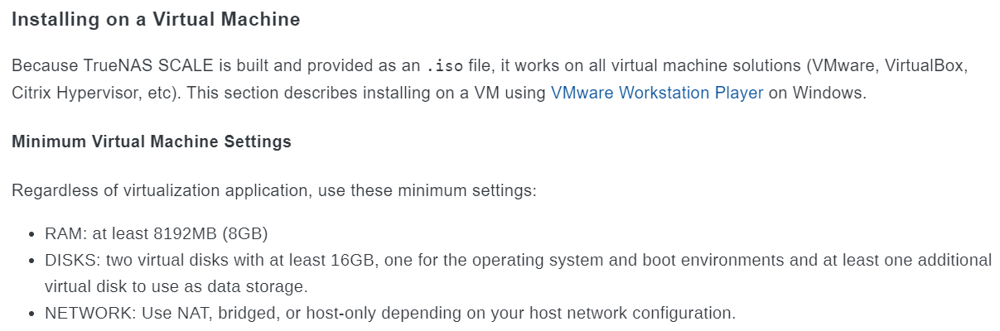 Installing on a Virtual Machine
Because TrueNAS SCALE is built and provided as an .iso file, it works on all virtual machine solutions (VMware, VirtualBox,
Citrix Hypervisor, etc). This section describes installing on a VM using VMware Workstation Player on Windows.
Minimum Virtual Machine Settings
Regardless of virtualization application, use these minimum settings:
• RAM: at least 8192MB (8GB)
• DISKS: two virtual disks with at least 16GB, one for the operating system and boot environments and at least one additional
virtual disk to use as data storage.
• NETWORK: Use NAT, bridged, or host-only depending on your host network configuration.